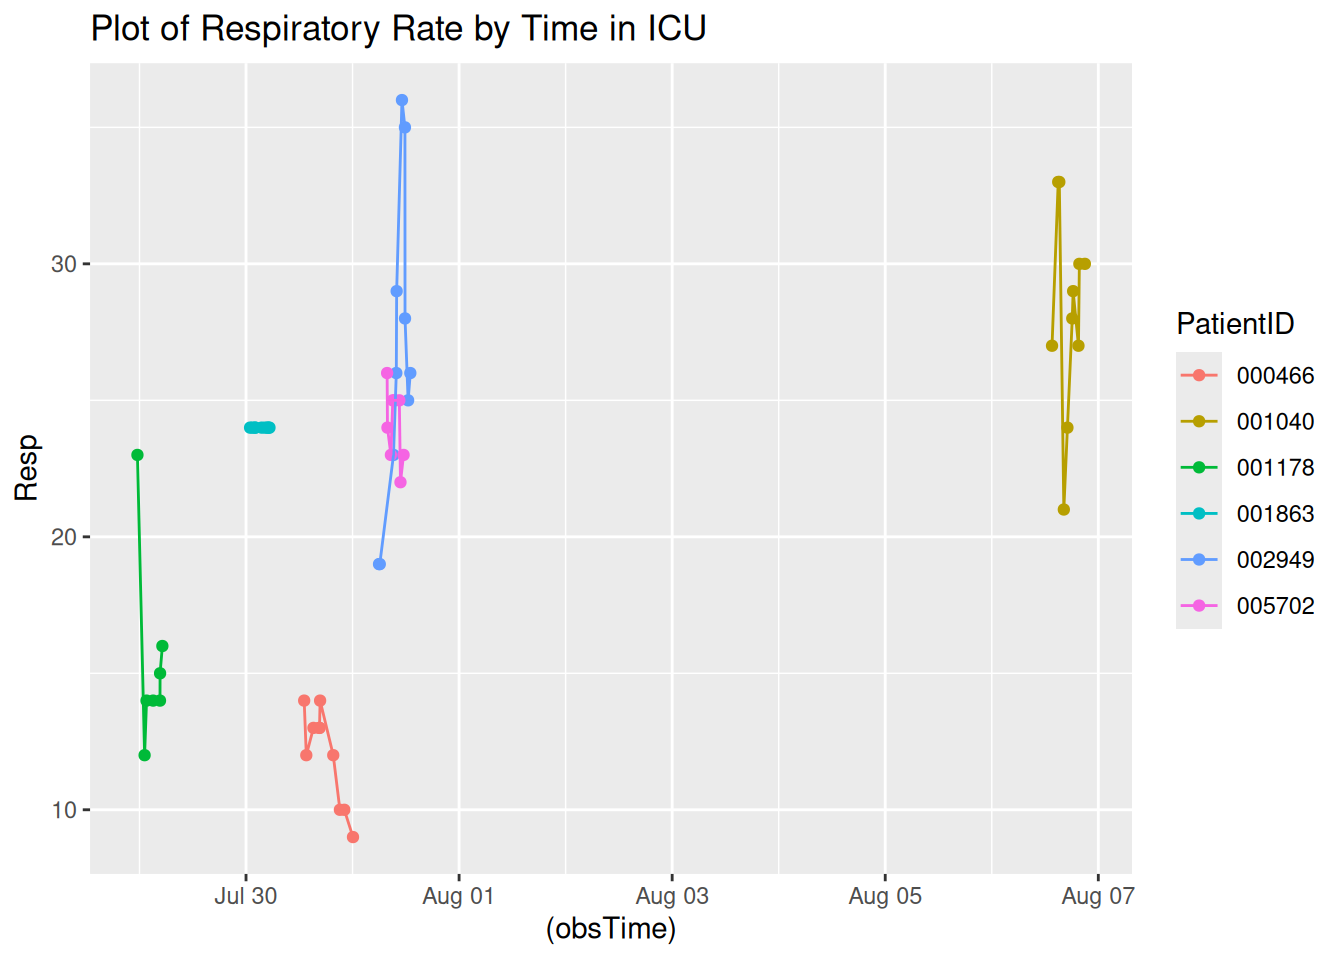 Plot of Respiratory Rate by Time in ICU
Resp
30
20
10
Jul 30
Aug 01
Aug 03
Aug 05
Aug 07
(obsTime)
PatientID
000466
001040
001178
001863
002949
005702